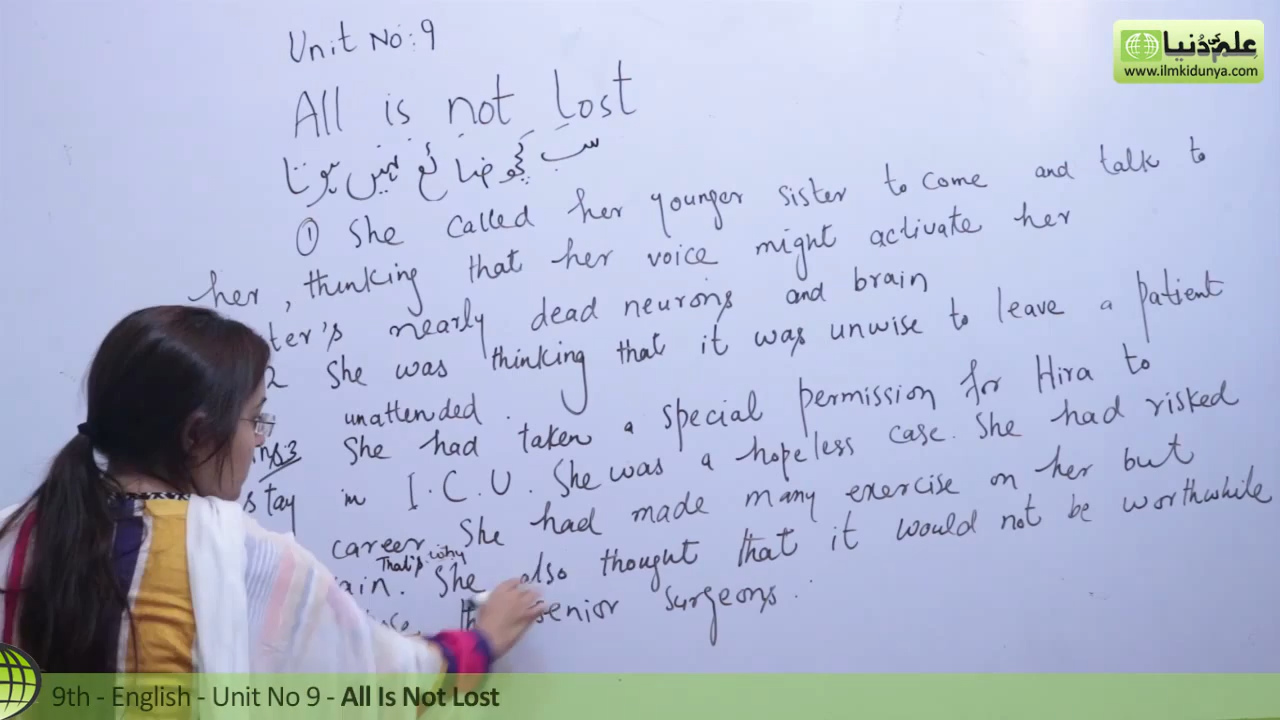 Unit No: 9
علم کی دُنیا
www.ilmkidunya.com
All is not Lost
سب کچھ ضائع نہیں ہوتا
① She called her younger sister to come and talk to
her, thinking that her voice might activate her
ter's nearly dead neurons and brain
2 She was thinking that it was unwise to leave a patient
unattended.
Ans:3 She had taken a special permission for Hira to
stay in I.C.U. She was a hopeless case. She had risked
career. She had made many exercise on her but
ain. That's why She also thought that it would not be worthwhile
senior surgeons.
9th - English - Unit No 9 - All Is Not Lost